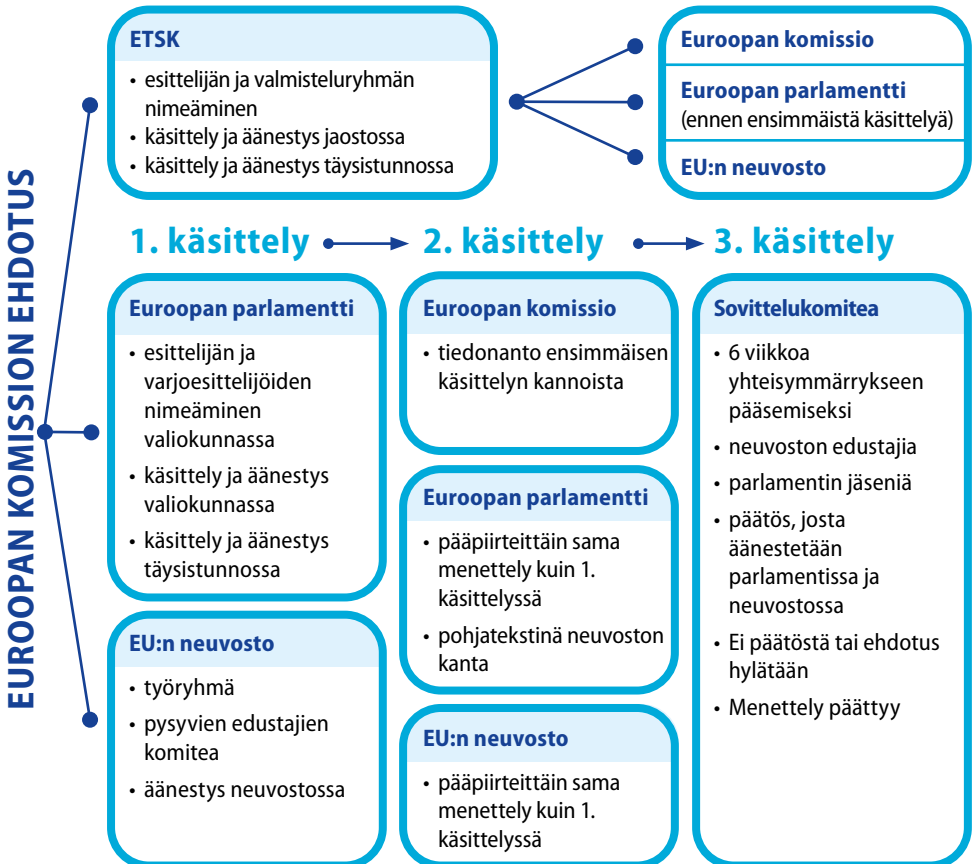 EUROOPAN KOMISSION EHDOTUS
ETSK
• esittelijän ja valmisteluryhmän
nimeäminen
• käsittely ja äänestys jaostossa
• käsittely ja äänestys täysistunnossa
Euroopan komissio
Euroopan parlamentti
(ennen ensimmäistä käsittelyä)
EU:n neuvosto
1. käsittely
2. käsittely
3. käsittely
Euroopan parlamentti
• esittelijän ja
varjoesittelijöiden
nimeäminen
valiokunnassa
• käsittely ja äänestys
valiokunnassa
• käsittely ja äänestys
täysistunnossa
EU:n neuvosto
• työryhmä
• pysyvien edustajien
komitea
• äänestys neuvostossa
Euroopan komissio
• tiedonanto ensimmäisen
käsittelyn kannoista
Euroopan parlamentti
• pääpiirteittäin sama
menettely kuin 1.
käsittelyssä
• pohjatekstinä neuvoston
kanta
EU:n neuvosto
• pääpiirteittäin sama
menettely kuin 1.
käsittelyssä
Sovittelukomitea
• 6 viikkoa
yhteisymmärrykseen
pääsemiseksi
• neuvoston edustajia
• parlamentin jäseniä
• päätös, josta
äänestetään
parlamentissa ja
neuvostossa
• Ei päätöstä tai ehdotus
hylätään
• Menettely päättyy